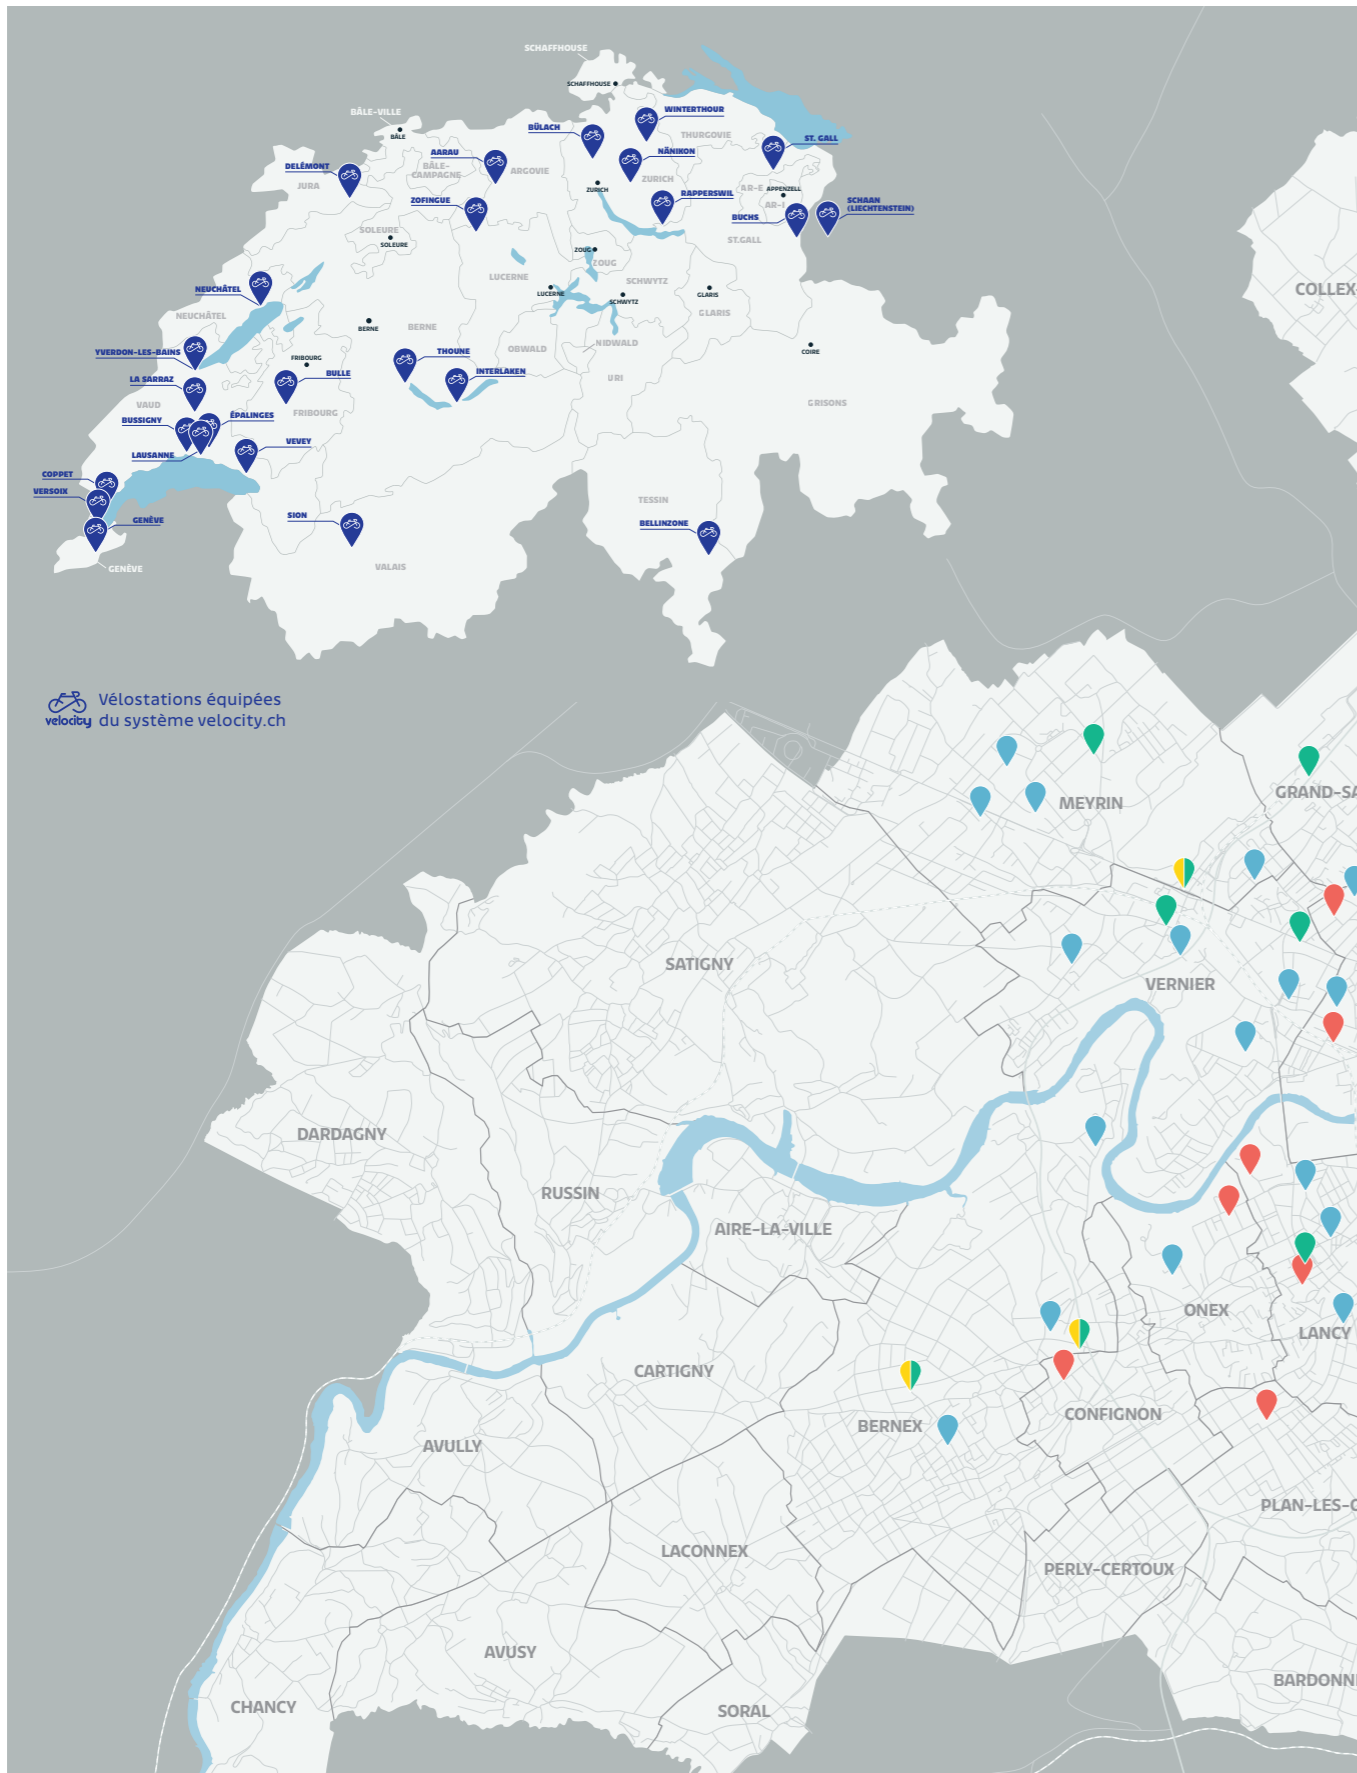 SCHAFFHOUSE
SCHAFFHOUSE
BÂLE-VILLE
BÂLE
WINTERTHOUR
BÜLACH
THURGOVIE
ST. GALL
AARAU
NÄNIKON
DELÉMONT
BÂLE-
CAMPAGNE
ARGOVIE
ZURICH
JURA
ZURICH
AR-E
APPENZELL
RAPPERSWIL
ZOFINGUE
AR-I
SCHAAN
(LIECHTENSTEIN)
BUCHS
SOLEURE
SOLEURE
ST.GALL
ZOUG
ZOUG
LUCERNE
SCHWYTZ
NEUCHÂTEL
LUCERNE
SCHWYTZ
GLARIS
GLARIS
NEUCHÂTEL
BERNE
BERNE
NIDWALD
OBWALD
COIRE
YVERDON-LES-BAINS
FRIBOURG
THOUNE
BULLE
INTERLAKEN
URI
LA SARRAZ
VAUD
FRIBOURG
GRISONS
BUSSIGNY
ÉPALINGES
LAUSANNE
VEVEY
COPPET
VERSOIX
TESSIN
GENÈVE
SION
BELLINZONE
GENÈVE
VALAIS
velocity
Vélostations équipées
du système velocity.ch
COLLEX-
MEYRIN
GRAND-SA
SATIGNY
VERNIER
DARDAGNY
RUSSIN
AIRE-LA-VILLE
ONEX
LANCY
CARTIGNY
CONFIGNON
BERNEX
AVULLY
PLAN-LES-O
LACONNEX
PERLY-CERTOUX
AVUSY
BARDONN
CHANCY
SORAL